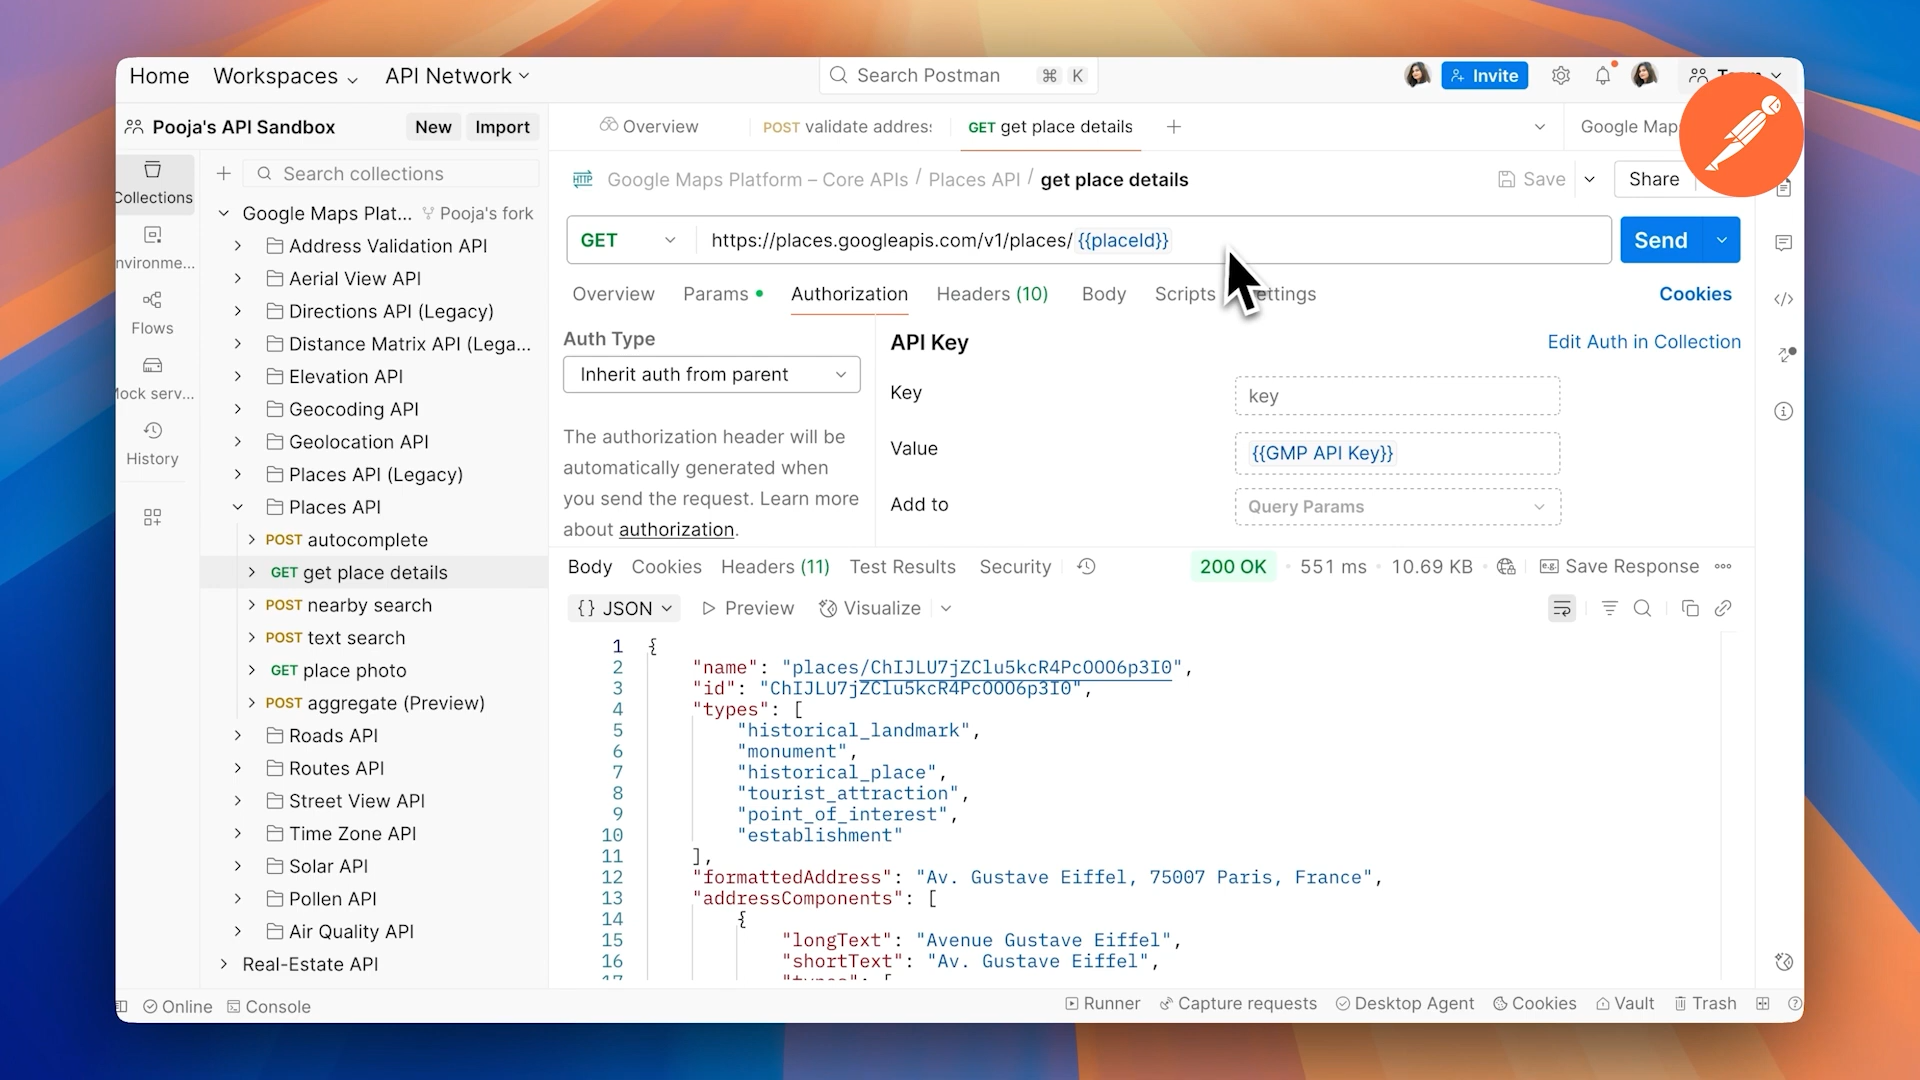 Home Workspaces API Network
Search Postman ⌘ K
Invite
Pooja's API Sandbox New Import
Overview POST validate addres: GET get place details +
Google Map
Collections
nvironme...
Flows
lock serv...
History
Search collections
Google Maps Plat... Pooja's fork
Address Validation API
Aerial View API
Directions API (Legacy)
Distance Matrix API (Lega...
Elevation API
Geocoding API
Geolocation API
Places API (Legacy)
Places API
POST autocomplete
GET get place details
POST nearby search
POST text search
GET place photo
POST aggregate (Preview)
Roads API
Routes API
Street View API
Time Zone API
Solar API
Pollen API
Air Quality API
Real-Estate API
HTTP Google Maps Platform – Core APIs / Places API / get place details
Save Share
GET https://places.googleapis.com/v1/places/ {{placeId}}
Send
Overview Params Authorization Headers (10) Body Scripts ettings
Cookies
Auth Type
Inherit auth from parent
The authorization header will be
automatically generated when
you send the request. Learn more
about authorization.
API Key
Edit Auth in Collection
Key key
Value {{GMP API Key}}
Add to Query Params
Body Cookies Headers (11) Test Results Security
200 OK • 551 ms • 10.69 KB e.g. Save Response
{} JSON Preview Visualize
1 {
2 "name": "places/ChIJLU7jZClu5kcR4PcOOO6p3I0",
3 "id": "ChIJLU7jZClu5kcR4PcOOO6p3I0",
4 "types": [
5 "historical_landmark",
6 "monument",
7 "historical_place",
8 "tourist_attraction",
9 "point_of_interest",
10 "establishment"
11 ],
12 "formattedAddress": "Av. Gustave Eiffel, 75007 Paris, France",
13 "addressComponents": [
14 {
15 "longText": "Avenue Gustave Eiffel",
16 "shortText": "Av. Gustave Eiffel",
17 "types": [
Online Console
Runner Capture requests Desktop Agent Cookies Vault Trash